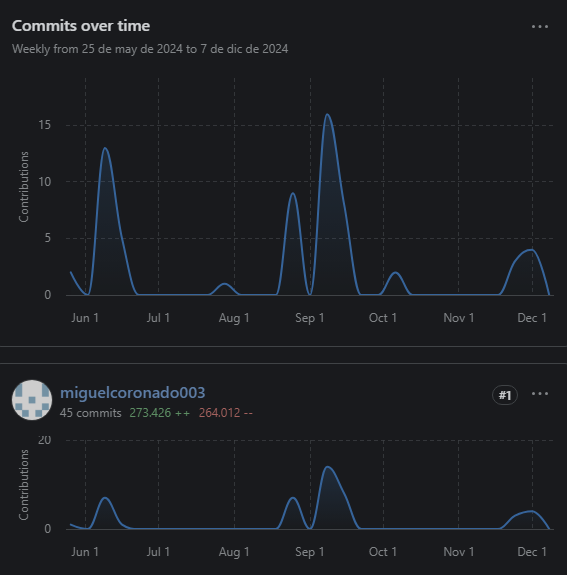 Commits over time
Weekly from 25 de may de 2024 to 7 de dic de 2024
Contributions
15
10
5
0
Jun 1 Jul 1 Aug 1 Sep 1 Oct 1 Nov 1 Dec 1
miguelcoronado003
#1
45 commits 273.426 ++ 264.012 --
Contributions
20
0
Jun 1 Jul 1 Aug 1 Sep 1 Oct 1 Nov 1 Dec 1